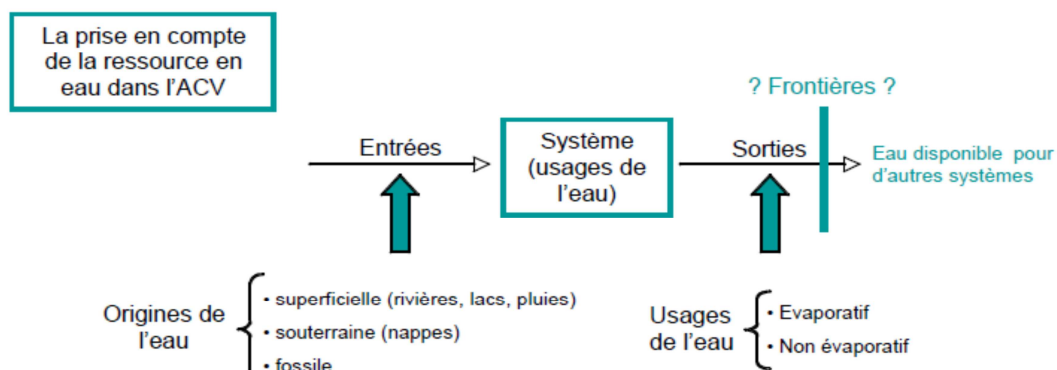 La prise en compte
de la ressource en
eau dans l'ACV
? Frontières ?
Entrées
Système
(usages de
l'eau)
Sorties
Eau disponible pour
d'autres systèmes
Origines de
l'eau
• superficielle (rivières, lacs, pluies)
• souterraine (nappes)
• fossile
Usages
de l'eau
• Evaporatif
• Non évaporatif